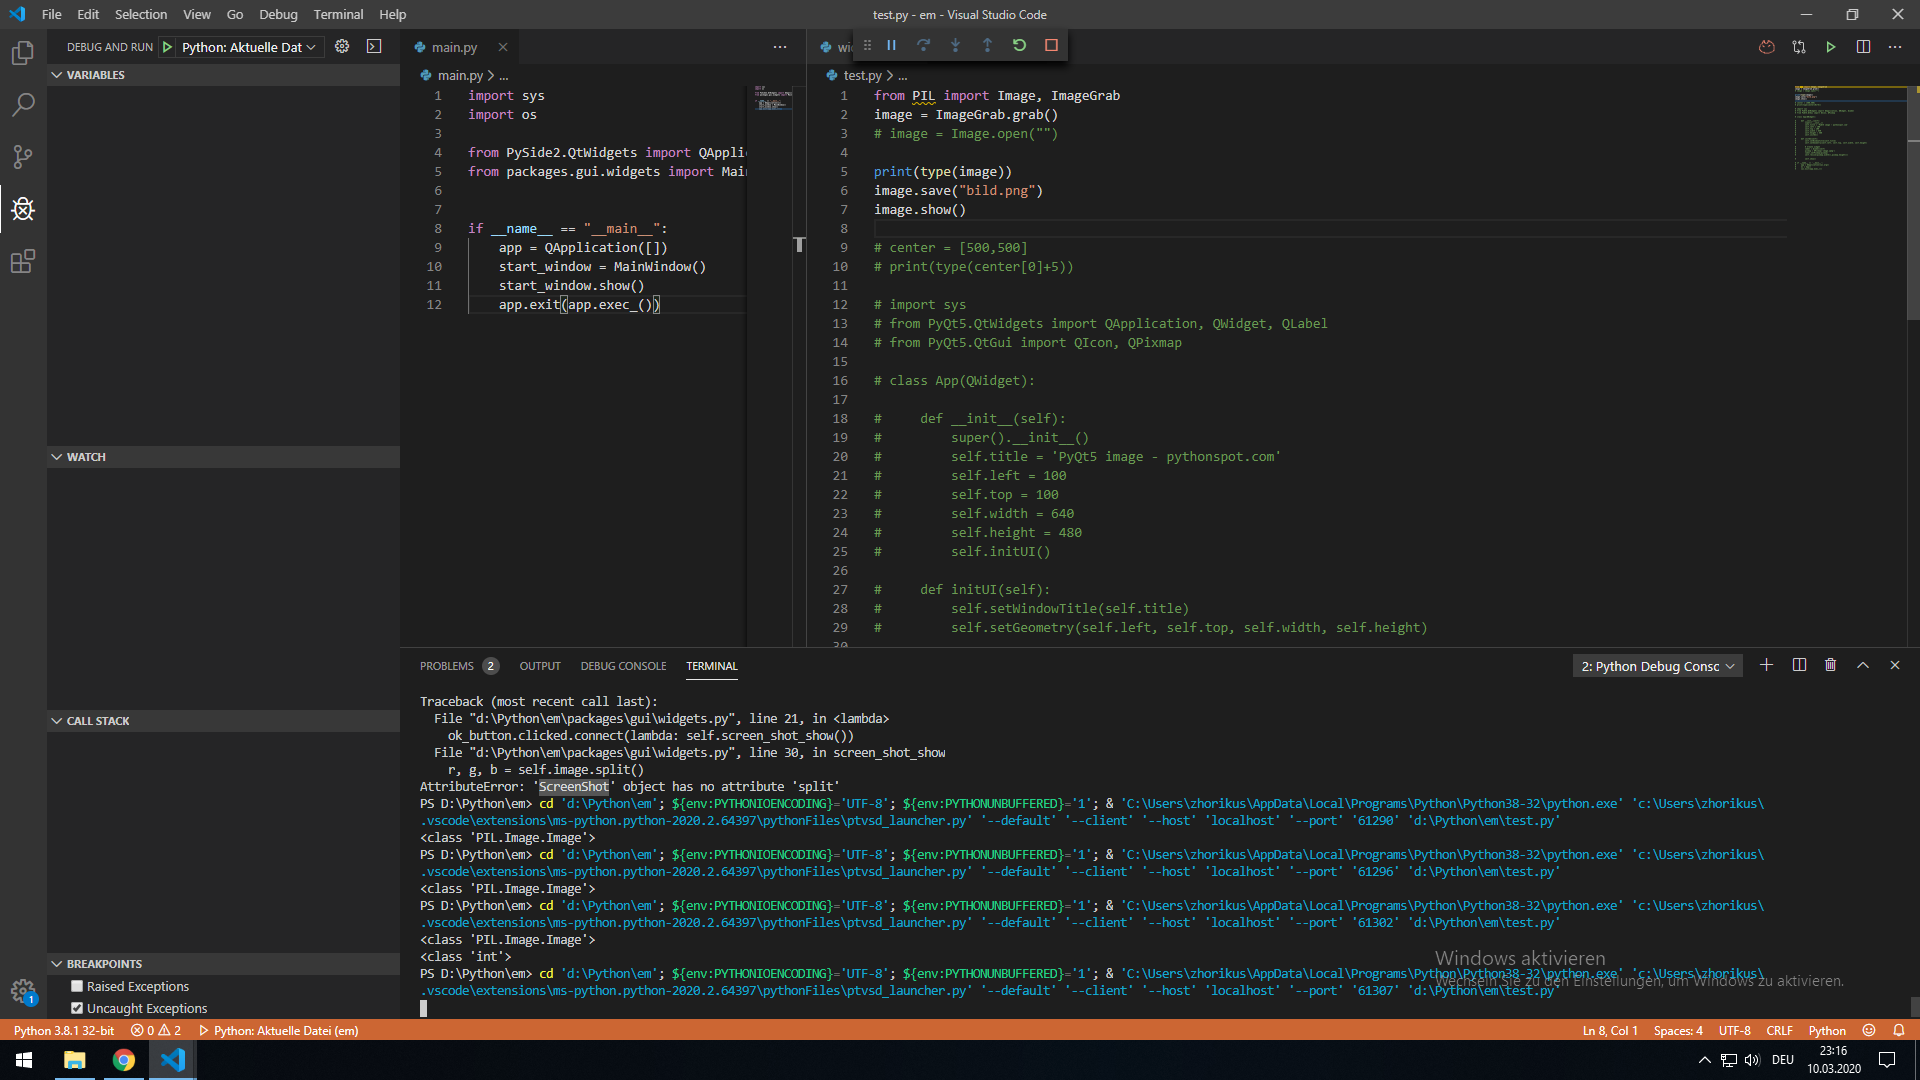 File Edit Selection View Go Debug Terminal Help
test.py - em - Visual Studio Code
DEBUG AND RUN Python: Aktuelle Dat
VARIABLES
WATCH
CALL STACK
BREAKPOINTS
Raised Exceptions
Uncaught Exceptions
1
main.py
main.py > ...
1 import sys
2 import os
3
4 from PySide2.QtWidgets import QAppli
5 from packages.gui.widgets import Mai
6
7
8 if __name__ == "__main__":
9 app = QApplication([])
10 start_window = MainWindow()
11 start_window.show()
12 app.exit(app.exec_())
wi
test.py > ...
1 from PIL import Image, ImageGrab
2 image = ImageGrab.grab()
3 # image = Image.open("")
4
5 print(type(image))
6 image.save("bild.png")
7 image.show()
8
9 # center = [500,500]
10 # print(type(center[0]+5))
11
12 # import sys
13 # from PyQt5.QtWidgets import QApplication, QWidget, QLabel
14 # from PyQt5.QtGui import QIcon, QPixmap
15
16 # class App(QWidget):
17
18 # def __init__(self):
19 # super().__init__()
20 # self.title = 'PyQt5 image - pythonspot.com'
21 # self.left = 100
22 # self.top = 100
23 # self.width = 640
24 # self.height = 480
25 # self.initUI()
26
27 # def initUI(self):
28 # self.setWindowTitle(self.title)
29 # self.setGeometry(self.left, self.top, self.width, self.height)
30
PROBLEMS 2 OUTPUT DEBUG CONSOLE TERMINAL
2: Python Debug Consc
Traceback (most recent call last):
File "d:\Python\em\packages\gui\widgets.py", line 21, in <lambda>
ok_button.clicked.connect(lambda: self.screen_shot_show())
File "d:\Python\em\packages\gui\widgets.py", line 30, in screen_shot_show
r, g, b = self.image.split()
AttributeError: 'ScreenShot' object has no attribute 'split'
PS D:\Python\em> cd 'd:\Python\em'; ${env:PYTHONIOENCODING}='UTF-8'; ${env:PYTHONUNBUFFERED}='1'; & 'C:\Users\zhorikus\AppData\Local\Programs\Python\Python38-32\python.exe' 'c:\Users\zhorikus\
.vscode\extensions\ms-python.python-2020.2.64397\pythonFiles\ptvsd_launcher.py' '--default' '--client' '--host' 'localhost' '--port' '61290' 'd:\Python\em\test.py'
<class 'PIL.Image.Image'>
PS D:\Python\em> cd 'd:\Python\em'; ${env:PYTHONIOENCODING}='UTF-8'; ${env:PYTHONUNBUFFERED}='1'; & 'C:\Users\zhorikus\AppData\Local\Programs\Python\Python38-32\python.exe' 'c:\Users\zhorikus\
.vscode\extensions\ms-python.python-2020.2.64397\pythonFiles\ptvsd_launcher.py' '--default' '--client' '--host' 'localhost' '--port' '61296' 'd:\Python\em\test.py'
<class 'PIL.Image.Image'>
PS D:\Python\em> cd 'd:\Python\em'; ${env:PYTHONIOENCODING}='UTF-8'; ${env:PYTHONUNBUFFERED}='1'; & 'C:\Users\zhorikus\AppData\Local\Programs\Python\Python38-32\python.exe' 'c:\Users\zhorikus\
.vscode\extensions\ms-python.python-2020.2.64397\pythonFiles\ptvsd_launcher.py' '--default' '--client' '--host' 'localhost' '--port' '61302' 'd:\Python\em\test.py'
<class 'PIL.Image.Image'>
<class 'int'>
PS D:\Python\em> cd 'd:\Python\em'; ${env:PYTHONIOENCODING}='UTF-8'; ${env:PYTHONUNBUFFERED}='1'; & 'C:\Users\zhorikus\AppData\Local\Programs\Python\Python38-32\python.exe' 'c:\Users\zhorikus\
.vscode\extensions\ms-python.python-2020.2.64397\pythonFiles\ptvsd_launcher.py' '--default' '--client' '--host' 'localhost' '--port' '61307' 'd:\Python\em\test.py'
Windows aktivieren
Wechseln Sie zu den Einstellungen, um Windows zu aktivieren.
Python 3.8.1 32-bit 0 2 Python: Aktuelle Datei (em)
Ln 8, Col 1 Spaces: 4 UTF-8 CRLF Python
DEU
23:16
10.03.2020